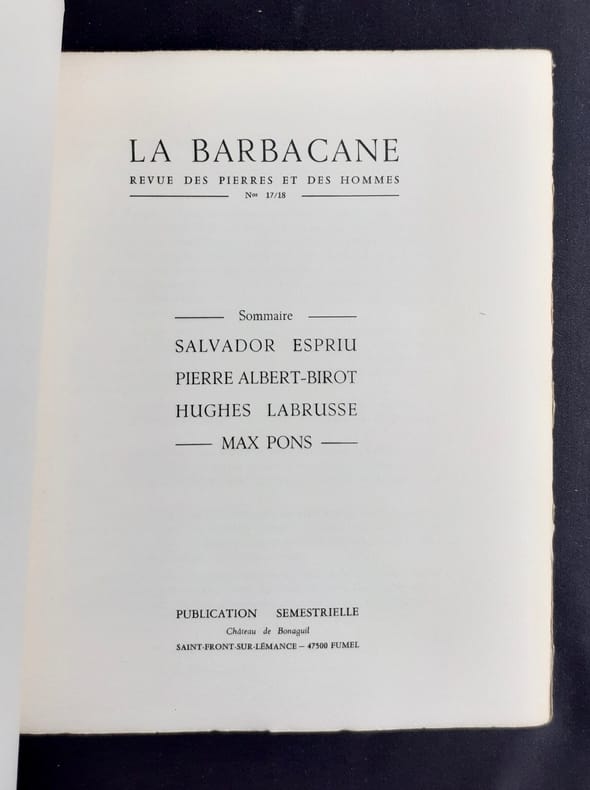 LA BARBACANE
REVUE DES PIERRES ET DES HOMMES
Nos 17/18
Sommaire
SALVADOR ESPRIU
PIERRE ALBERT-BIROT
HUGHES LABRUSSE
MAX PONS
PUBLICATION SEMESTRIELLE
Château de Bonaguil
SAINT-FRONT-SUR-LÉMANCE – 47500 FUMEL